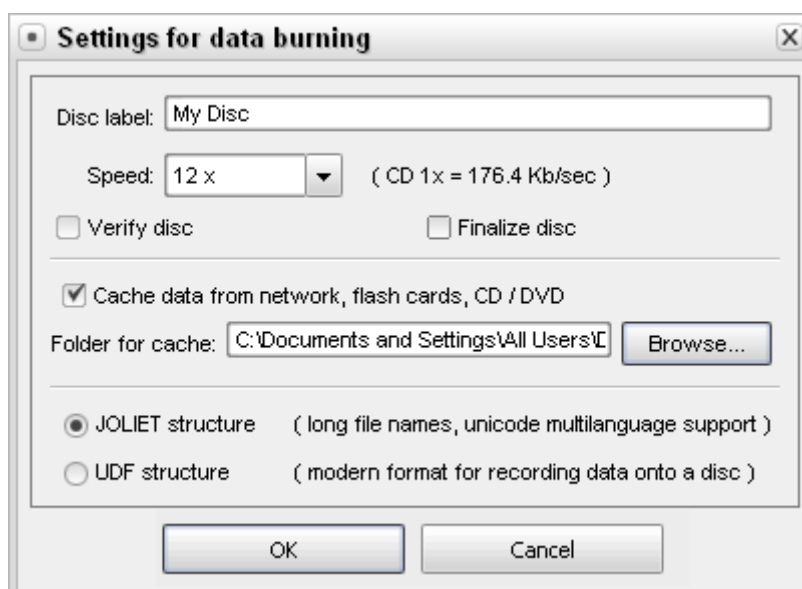 Settings for data burning
Disc label: My Disc
Speed: 12 x ( CD 1x = 176.4 Kb/sec )
Verify disc Finalize disc
Cache data from network, flash cards, CD / DVD
Folder for cache: C:\Documents and Settings\All Users\D Browse...
JOLIET structure ( long file names, unicode multilanguage support )
UDF structure ( modern format for recording data onto a disc )
OK Cancel